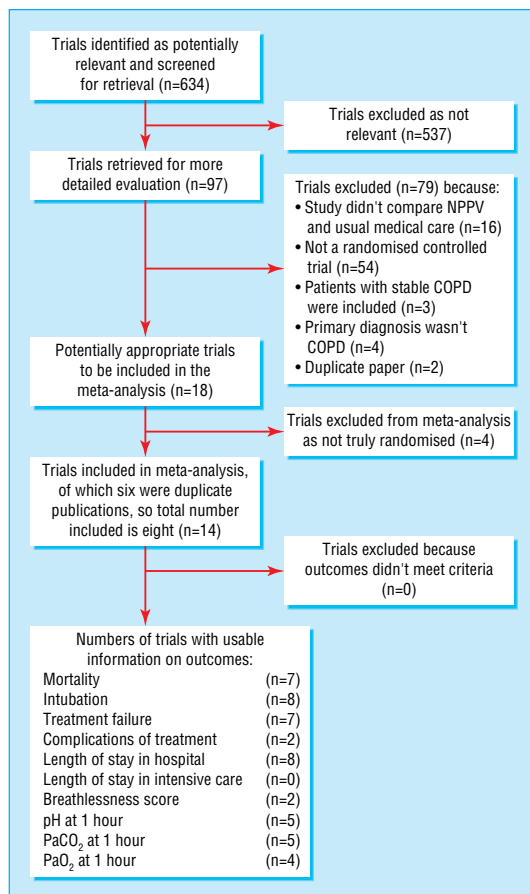 Trials identified as potentially
relevant and screened
for retrieval (n=634)
Trials excluded as not
relevant (n=537)
Trials retrieved for more
detailed evaluation (n=97)
Trials excluded (n=79) because:
• Study didn't compare NPPV
and usual medical care (n=16)
• Not a randomised controlled
trial (n=54)
• Patients with stable COPD
were included (n=3)
• Primary diagnosis wasn't
COPD (n=4)
• Duplicate paper (n=2)
Potentially appropriate trials
to be included in the
meta-analysis (n=18)
Trials excluded from meta-analysis
as not truly randomised (n=4)
Trials included in meta-analysis,
of which six were duplicate
publications, so total number
included is eight (n=14)
Trials excluded because
outcomes didn't meet criteria
(n=0)
Numbers of trials with usable
information on outcomes:
Mortality (n=7)
Intubation (n=8)
Treatment failure (n=7)
Complications of treatment (n=2)
Length of stay in hospital (n=8)
Length of stay in intensive care (n=0)
Breathlessness score (n=2)
pH at 1 hour (n=5)
PaCO₂ at 1 hour (n=5)
PaO₂ at 1 hour (n=4)